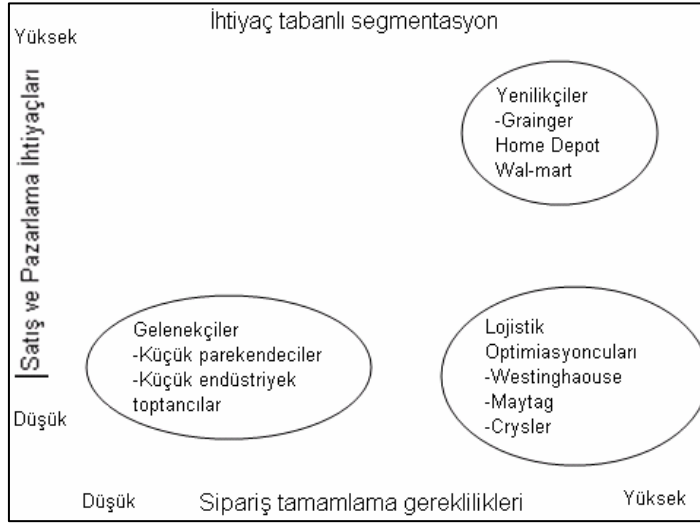 İhtiyaç tabanlı segmentasyon
Yüksek
Satış ve Pazarlama İhtiyaçları
Yenilikçiler
-Grainger
Home Depot
Wal-mart
Gelenekçiler
-Küçük parekendeciler
-Küçük endüstriyek
toptancılar
Lojistik
Optimiasyoncuları
-Westinghaouse
-Maytag
-Crysler
Düşük
Düşük
Sipariş tamamlama gereklilikleri
Yüksek